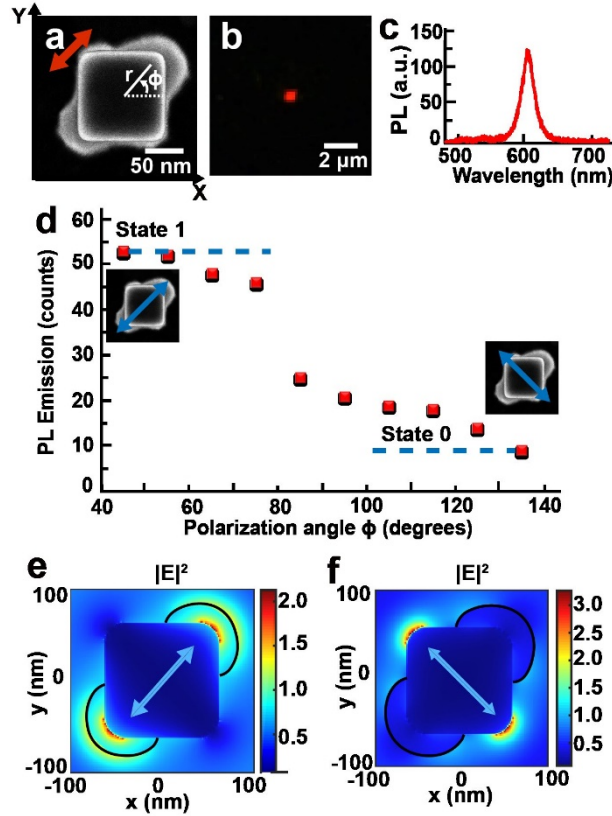 Y
a
r
ϕ
50 nm
X
b
2 µm
c
PL (a.u.)
150
100
50
0
500 600 700
Wavelength (nm)
d
PL Emission (counts)
60
50
40
30
20
10
0
State 1
State 0
40 60 80 100 120 140
Polarization angle ϕ (degrees)
e
|E|²
y (nm)
100
0
-100
-100 0 100
x (nm)
2.0
1.5
1.0
0.5
f
|E|²
y (nm)
100
0
-100
-100 0 100
x (nm)
3.0
2.5
2.0
1.5
1.0
0.5